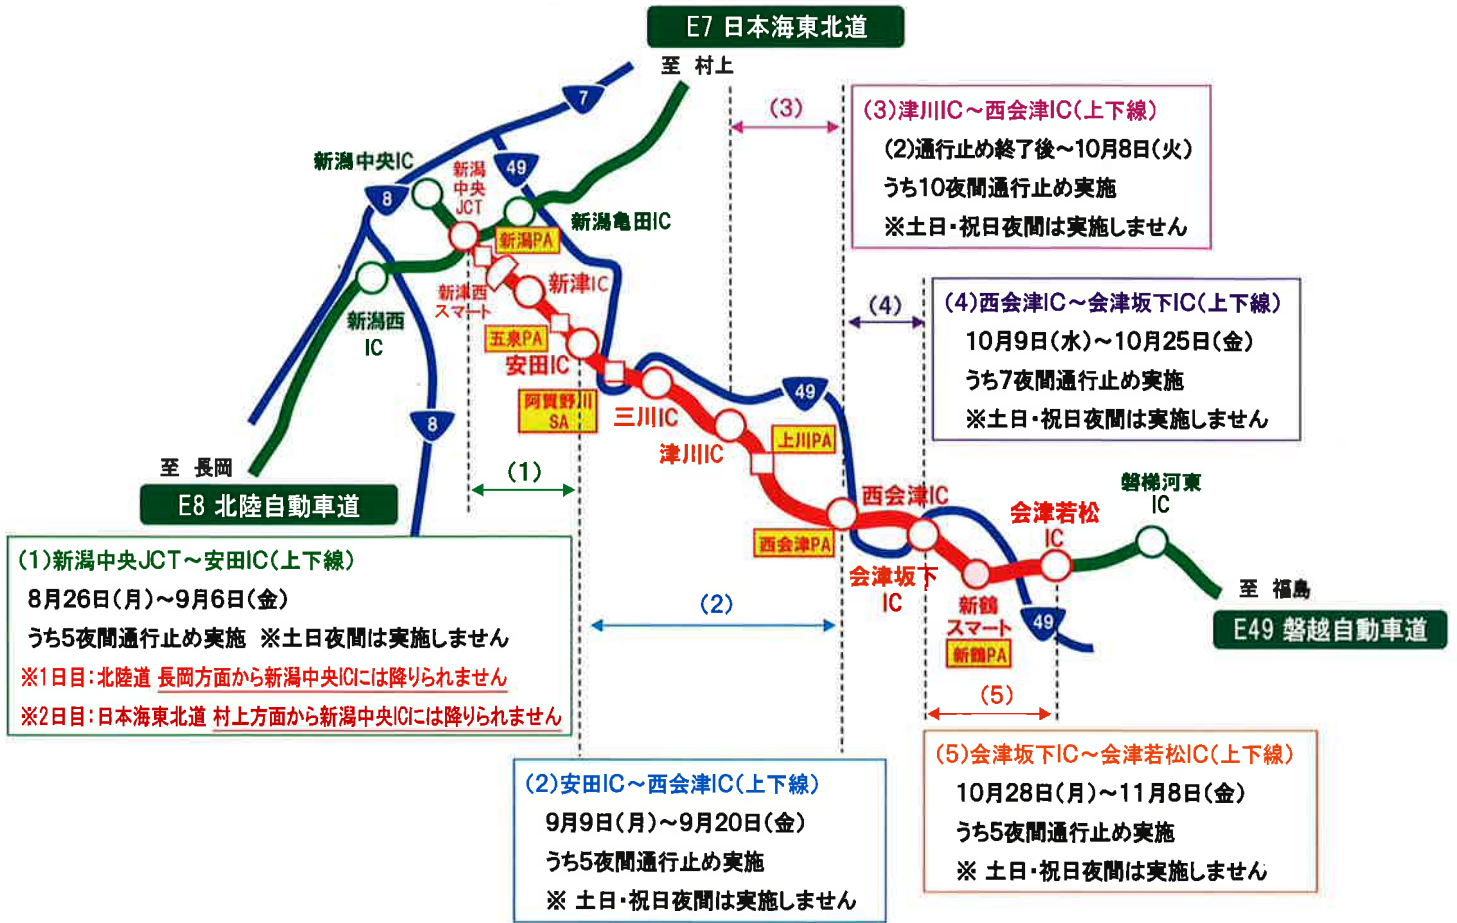 E7 日本海東北道
至 村上
7
(3)
(3)津川IC～西会津IC(上下線)
(2)通行止め終了後～10月8日(火)
うち10夜間通行止め実施
※土日・祝日夜間は実施しません
新潟中央IC
新潟
中央
JCT
49
8
新潟亀田IC
新潟PA
新津IC
新津西
スマート
新潟西
IC
五泉PA
安田IC
(4)
(4)西会津IC～会津坂下IC(上下線)
10月9日(水)～10月25日(金)
うち7夜間通行止め実施
※土日・祝日夜間は実施しません
阿賀野川
SA
三川IC
49
8
津川IC
上川PA
至 長岡
E8 北陸自動車道
(1)
西会津IC
西会津PA
会津坂下
IC
会津若松
IC
磐梯河東
IC
新鶴
スマート
新鶴PA
49
至 福島
E49 磐越自動車道
(1)新潟中央JCT～安田IC(上下線)
8月26日(月)～9月6日(金)
うち5夜間通行止め実施 ※土日夜間は実施しません
※1日目:北陸道 長岡方面から新潟中央ICには降りられません
※2日目:日本海東北道 村上方面から新潟中央ICには降りられません
(2)
(5)
(2)安田IC～西会津IC(上下線)
9月9日(月)～9月20日(金)
うち5夜間通行止め実施
※ 土日・祝日夜間は実施しません
(5)会津坂下IC～会津若松IC(上下線)
10月28日(月)～11月8日(金)
うち5夜間通行止め実施
※ 土日・祝日夜間は実施しません